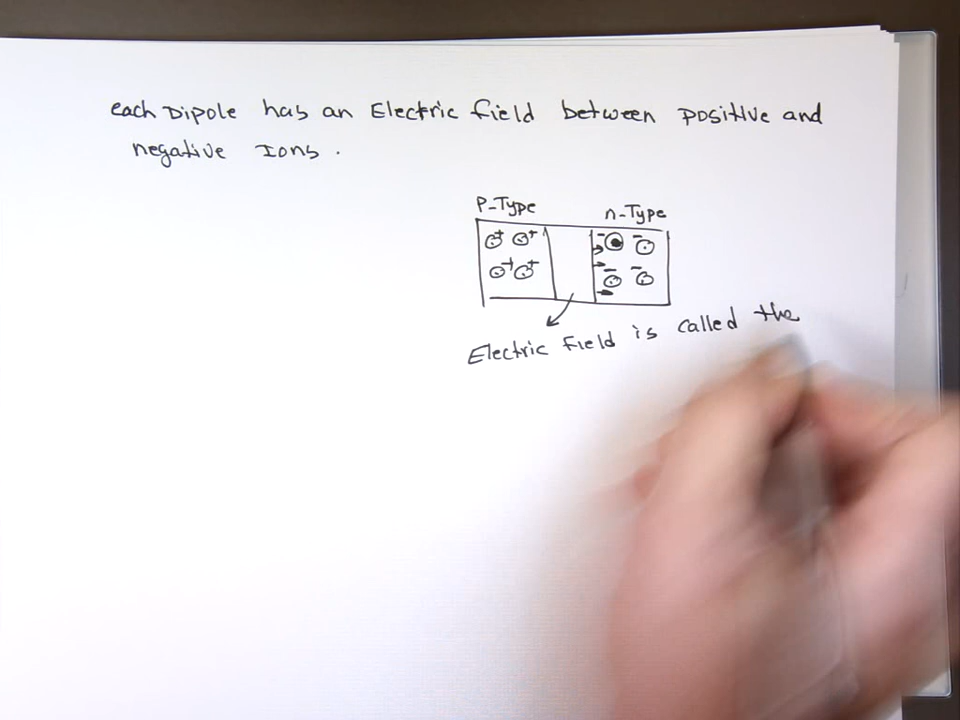 each Dipole has an Electric field between positive and
negative Ions .
P-Type n-Type
+ + - -
+ + - -
Electric field is called the